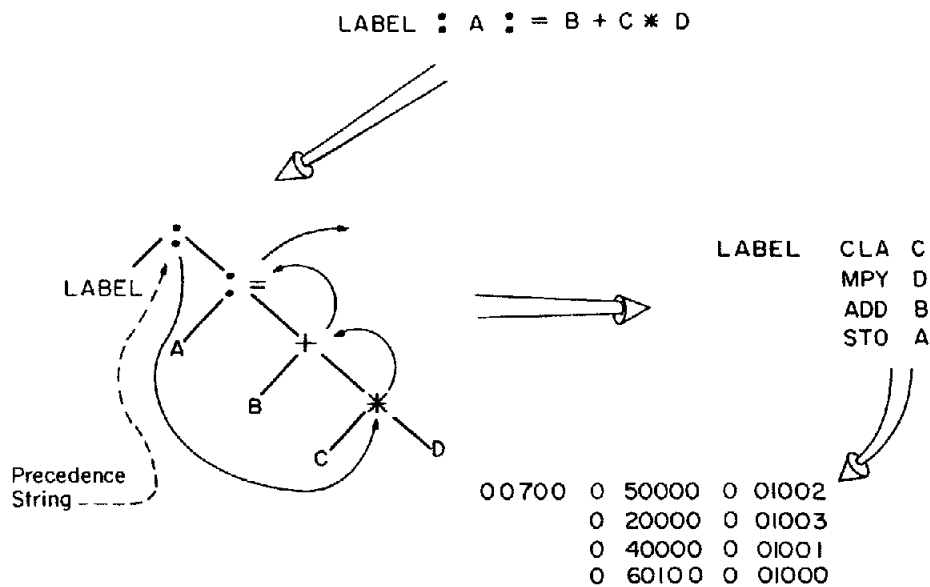 LABEL : A : = B + C * D
:
LABEL
: =
A
+
B
*
C
D
Precedence
String
LABEL CLA C
MPY D
ADD B
STO A
00700 0 50000 0 01002
0 20000 0 01003
0 40000 0 01001
0 60100 0 01000